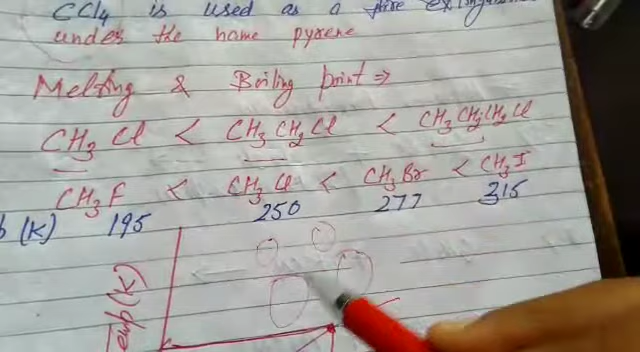 CCl4 is used as a fire
under the name pyrene
Melting & Boiling point ⇒
CH3Cl < CH3CH2Cl < CH3CH2CH2Cl
CH3F < CH3Cl < CH3Br < CH3I
b (K) 195 250 277 315
Temp (K)